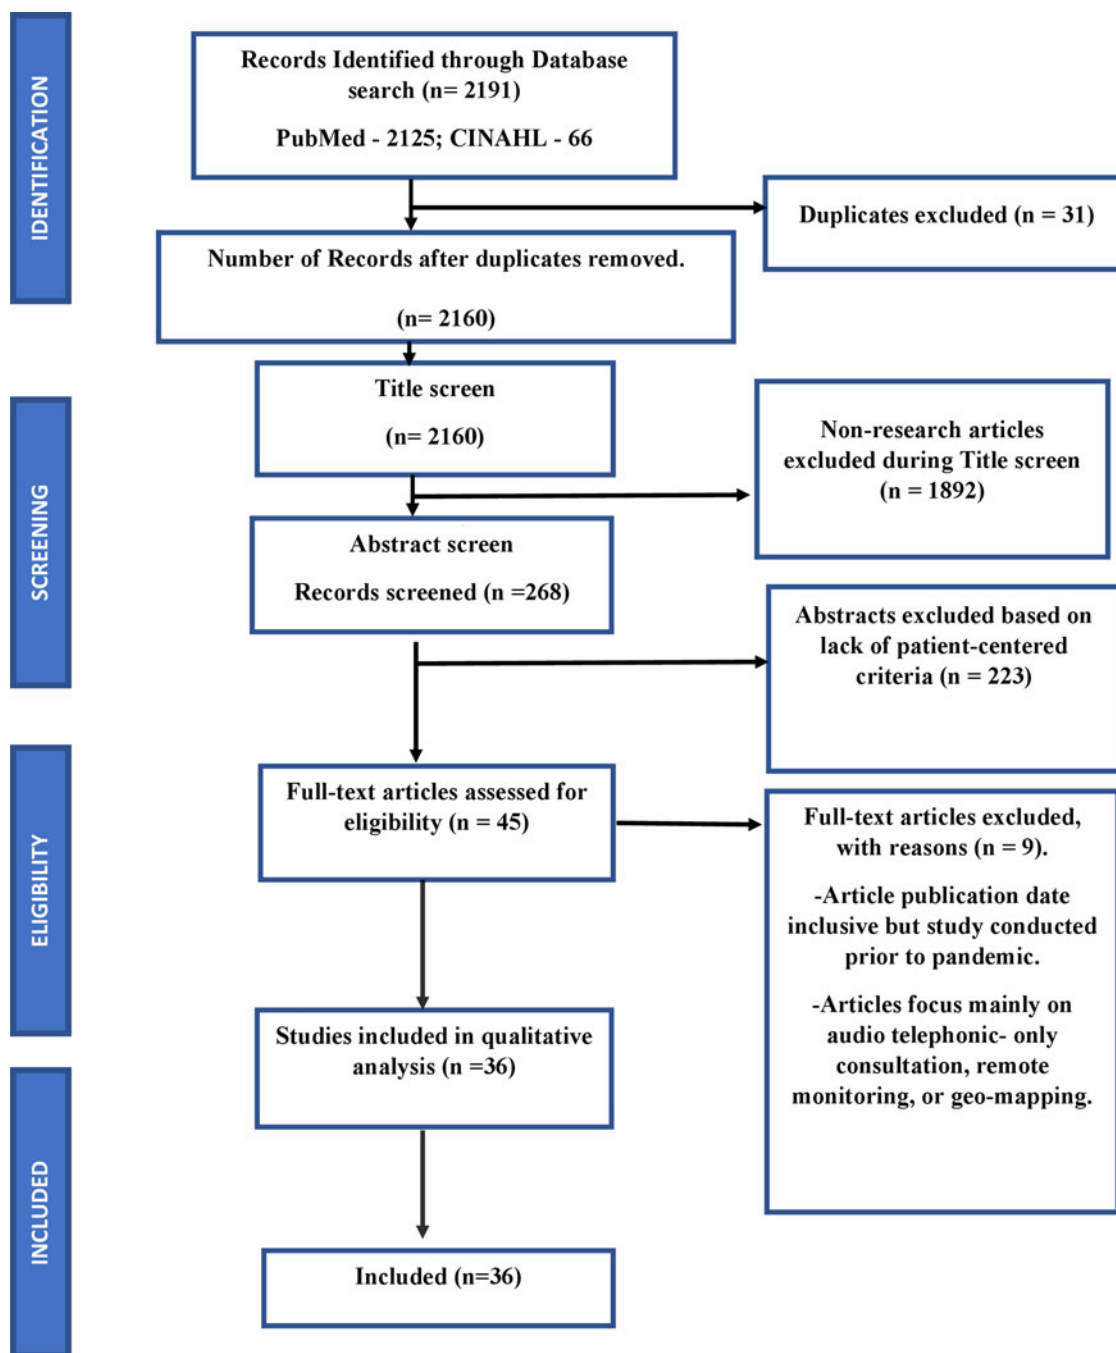 IDENTIFICATION
Records Identified through Database
search (n= 2191)
PubMed - 2125; CINAHL - 66
Duplicates excluded (n = 31)
Number of Records after duplicates removed.
(n= 2160)
SCREENING
Title screen
(n= 2160)
Non-research articles
excluded during Title screen
(n = 1892)
Abstract screen
Records screened (n =268)
Abstracts excluded based on
lack of patient-centered
criteria (n = 223)
ELIGIBILITY
Full-text articles assessed for
eligibility (n = 45)
Full-text articles excluded,
with reasons (n = 9).
-Article publication date
inclusive but study conducted
prior to pandemic.
-Articles focus mainly on
audio telephonic- only
consultation, remote
monitoring, or geo-mapping.
Studies included in qualitative
analysis (n =36)
INCLUDED
Included (n=36)